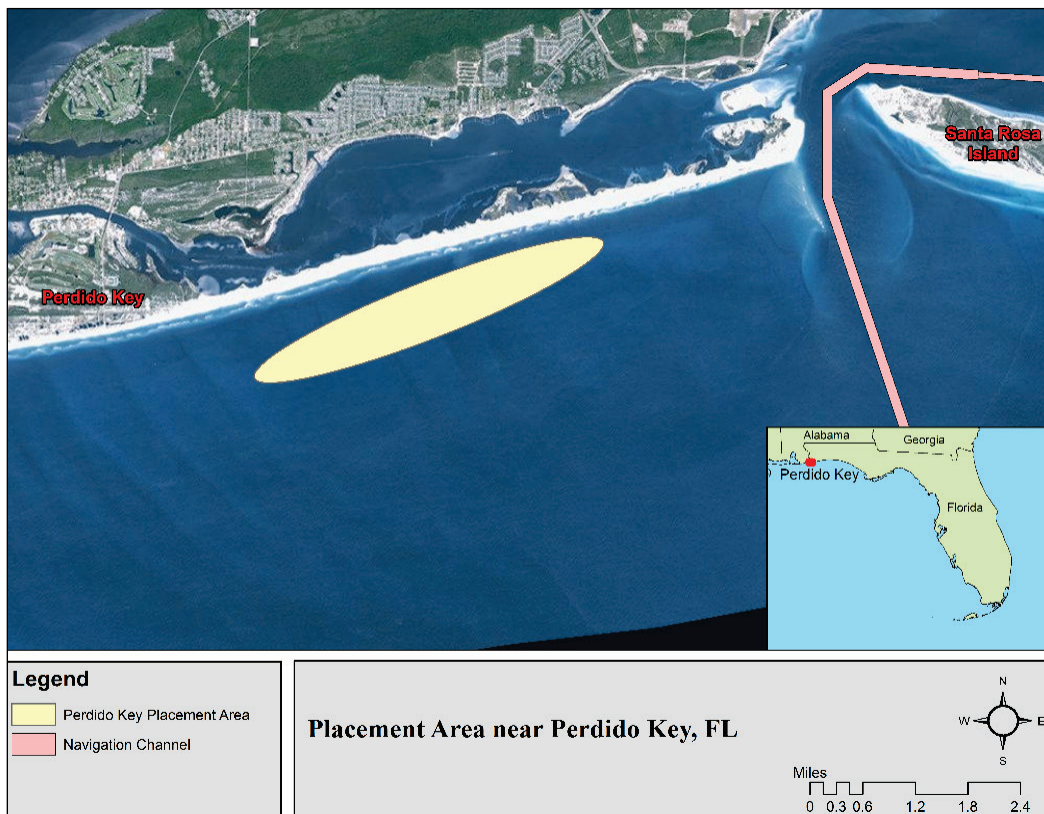 Santa Rosa
Island
Perdido Key
Alabama
Georgia
Perdido Key
Florida
Legend
Perdido Key Placement Area
Navigation Channel
Placement Area near Perdido Key, FL
N
W
E
S
Miles
0 0.3 0.6 1.2 1.8 2.4